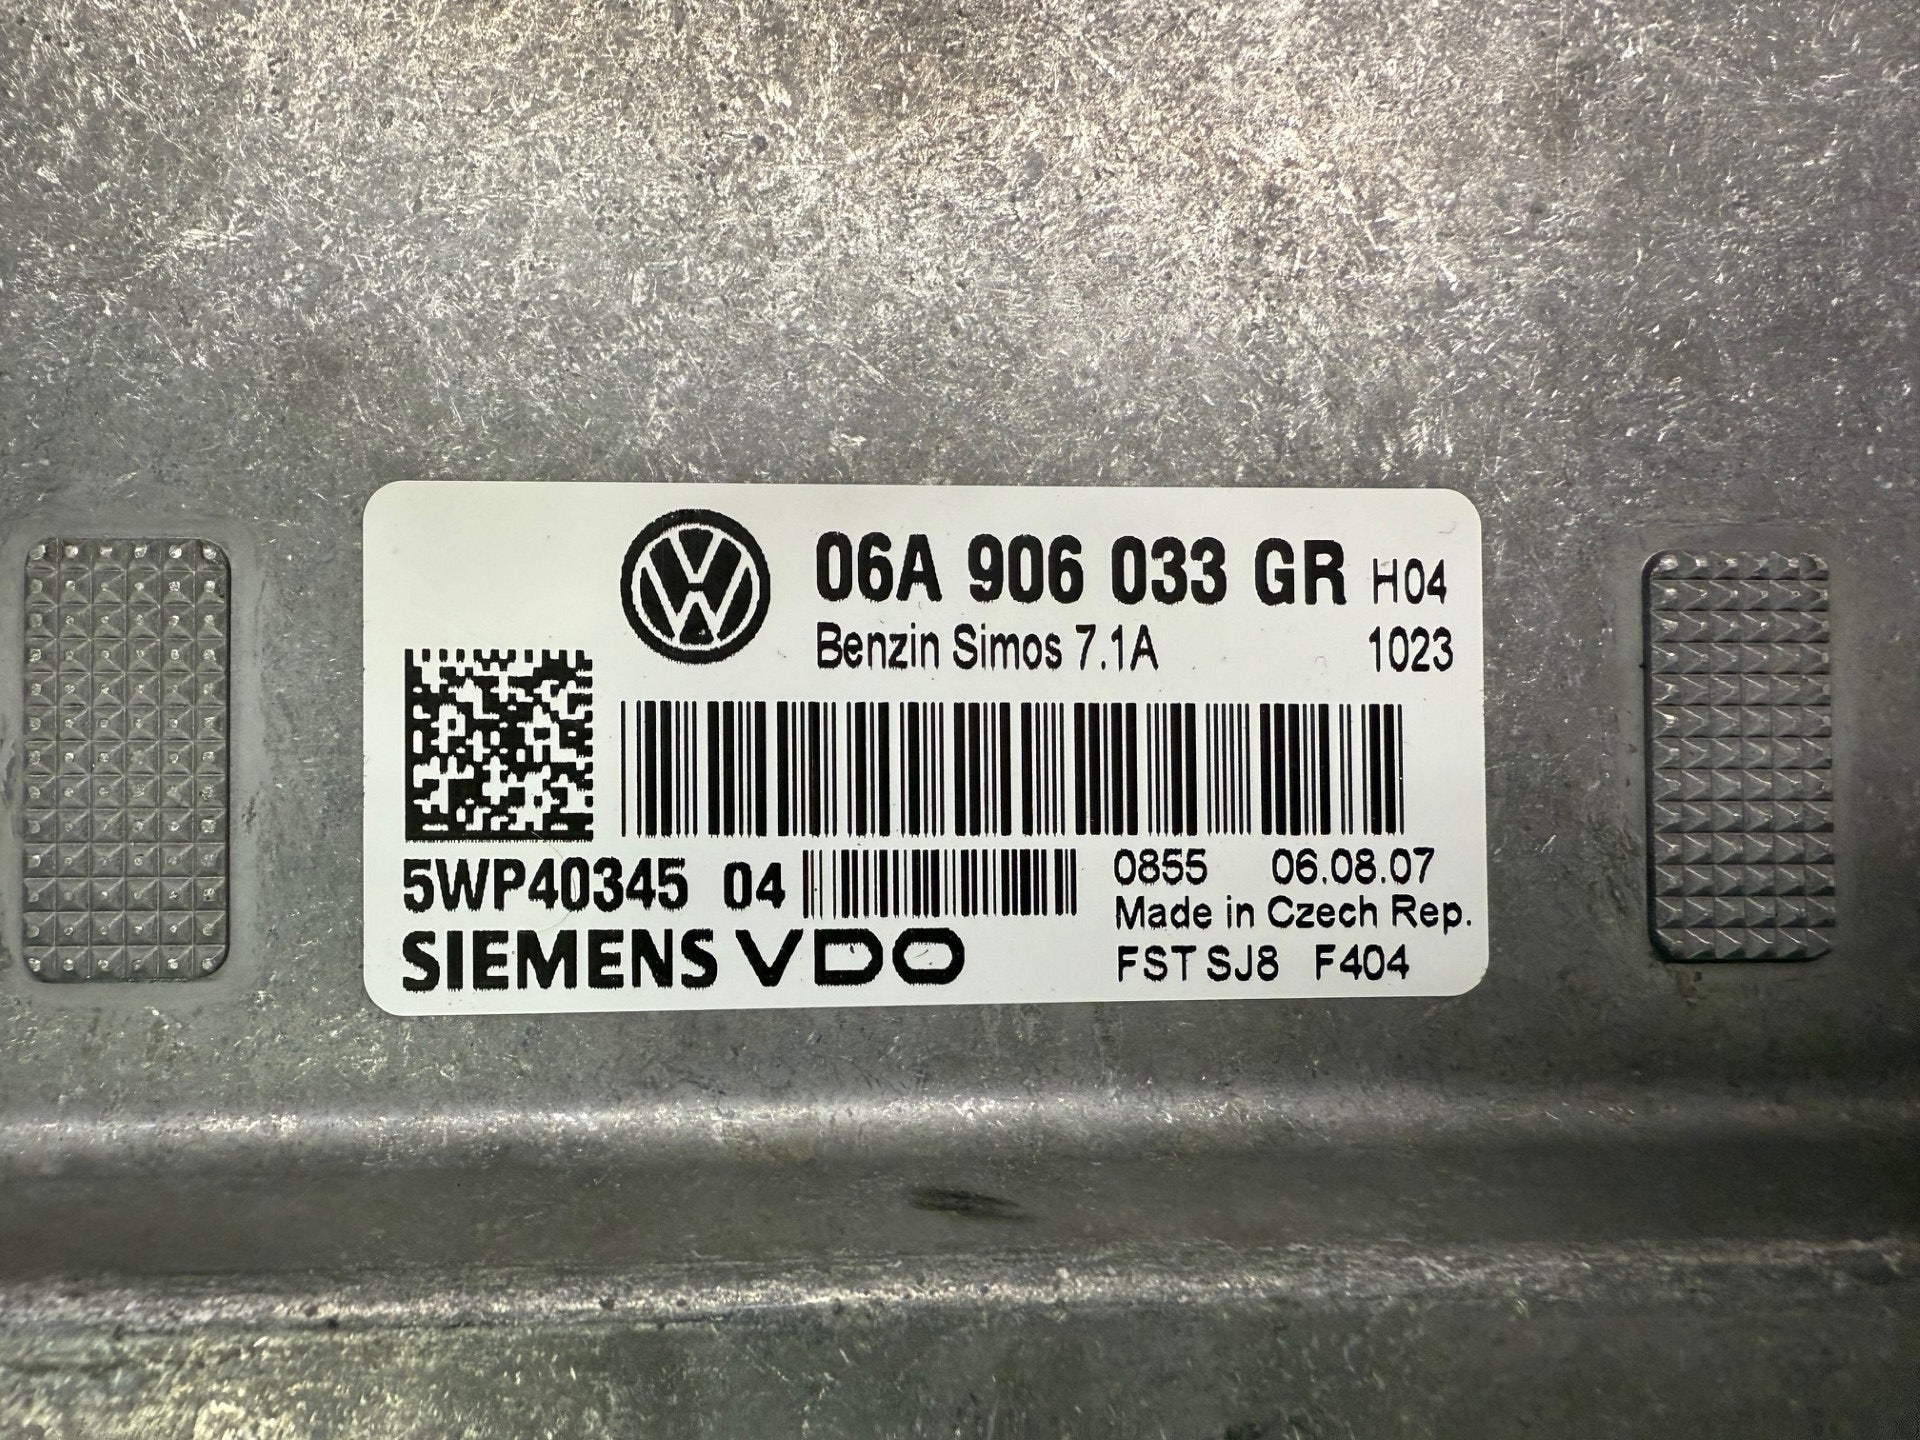 06A 906 033 GR H04
Benzin Simos 7.1A 1023
5WP40345 04 0855 06.08.07
Made in Czech Rep.
SIEMENS VDO FST SJ8 F404